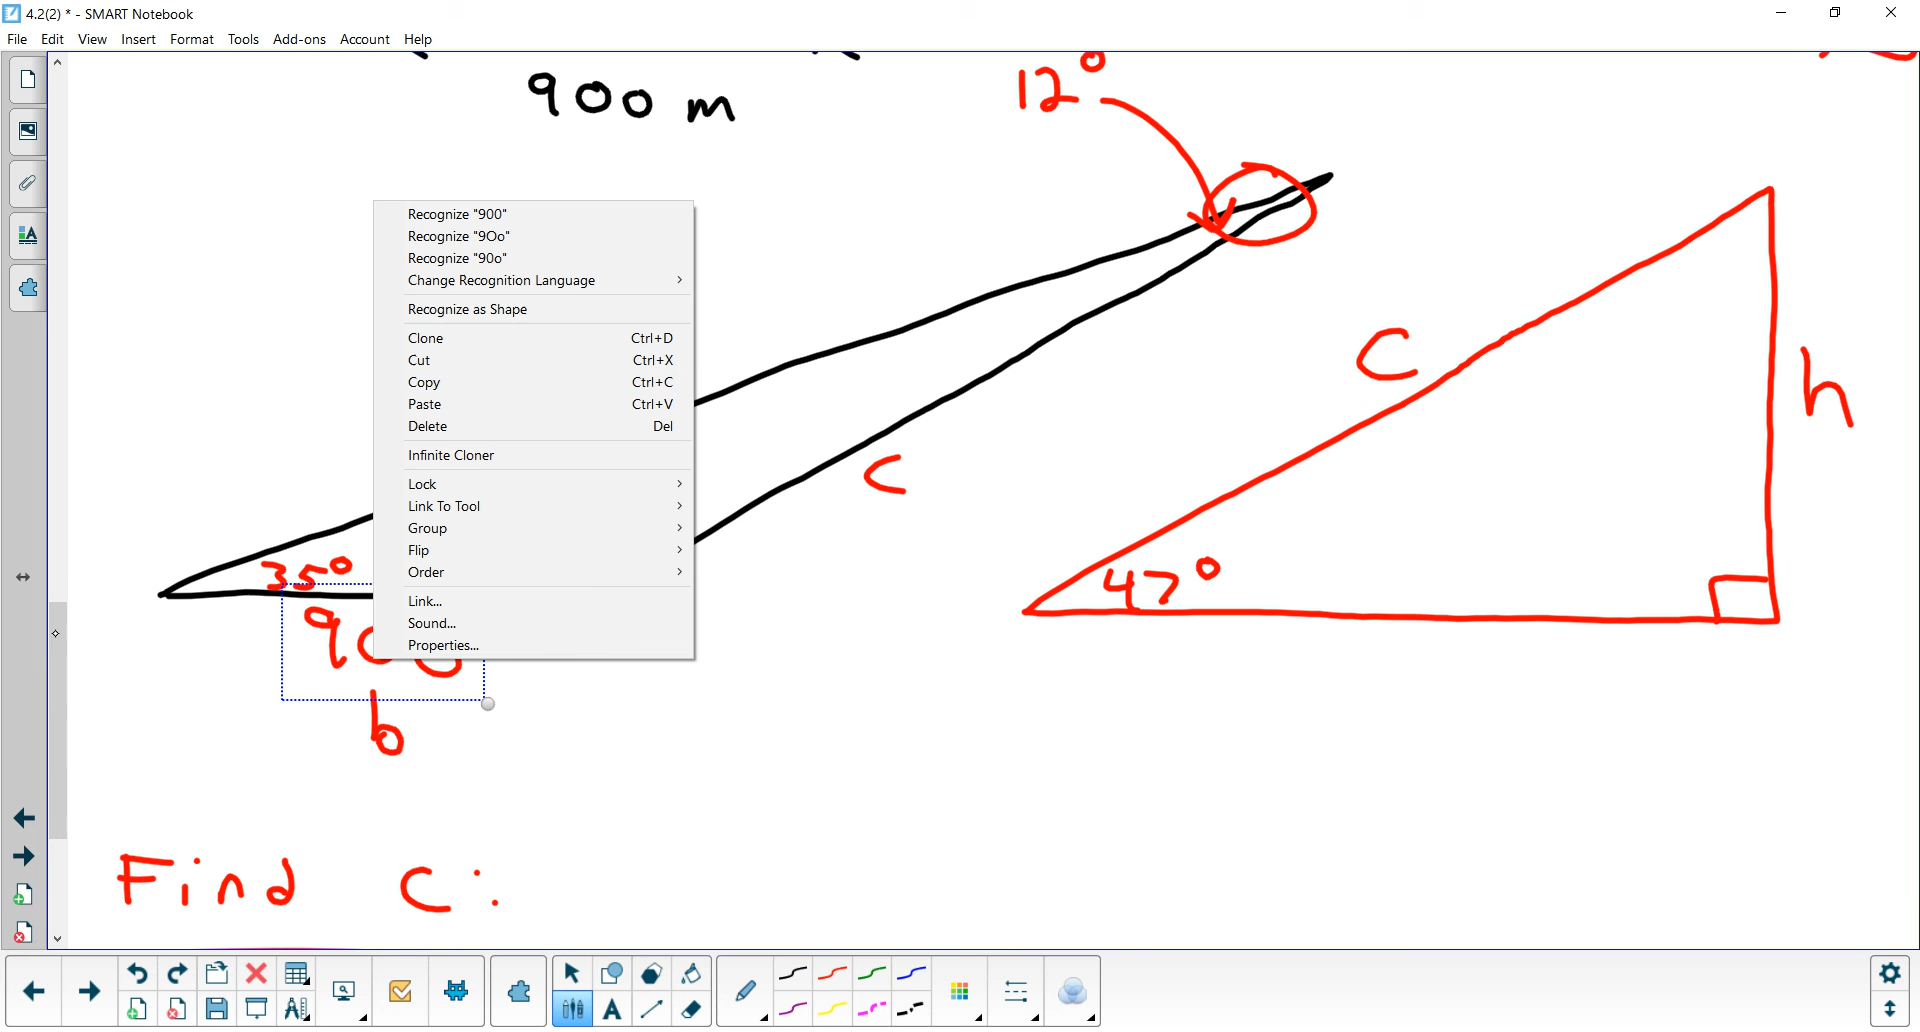 4.2(2) * - SMART Notebook
File Edit View Insert Format Tools Add-ons Account Help
900 m
12°
Recognize "900"
Recognize "9Oo"
Recognize "90o"
Change Recognition Language
Recognize as Shape
Clone Ctrl+D
Cut Ctrl+X
Copy Ctrl+C
Paste Ctrl+V
Delete Del
Infinite Cloner
Lock
Link To Tool
Group
Flip
Order
Link...
Sound...
Properties...
35°
900
b
c
C
h
47°
Find c: